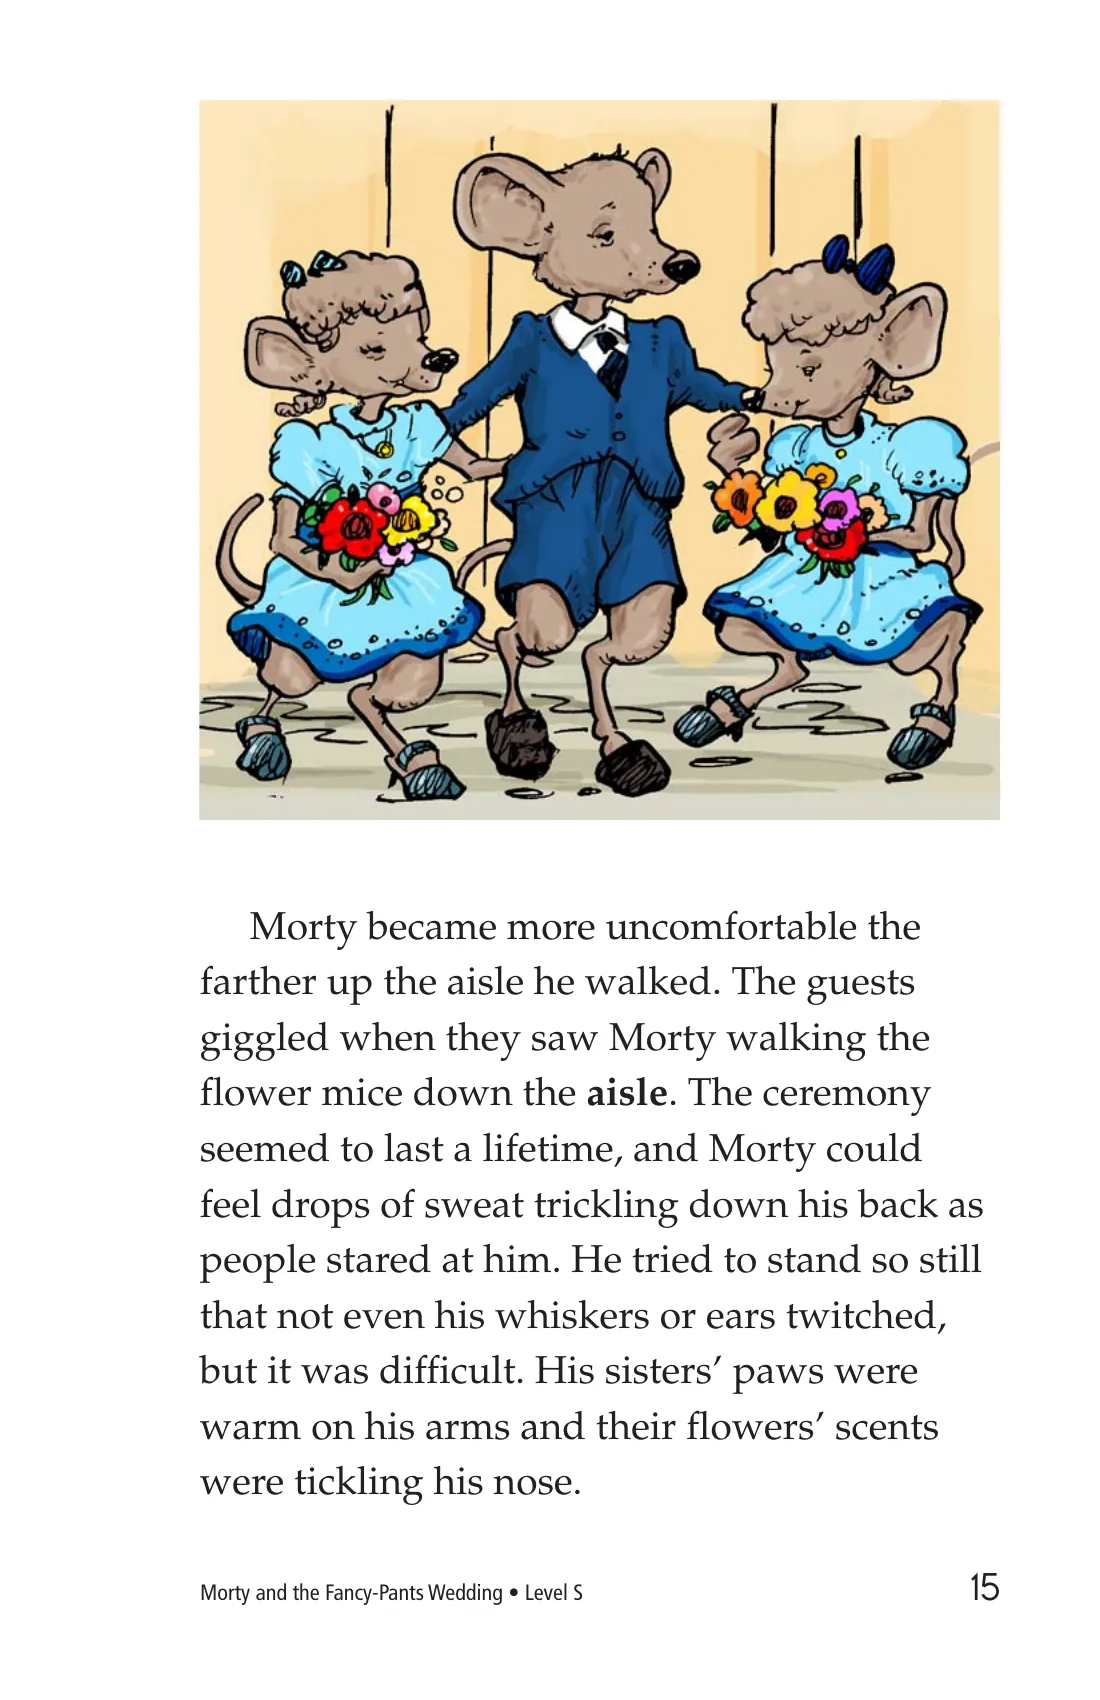 Morty became more uncomfortable the
farther up the aisle he walked. The guests
giggled when they saw Morty walking the
flower mice down the aisle. The ceremony
seemed to last a lifetime, and Morty could
feel drops of sweat trickling down his back as
people stared at him. He tried to stand so still
that not even his whiskers or ears twitched,
but it was difficult. His sisters’ paws were
warm on his arms and their flowers’ scents
were tickling his nose.
Morty and the Fancy-Pants Wedding • Level S
15